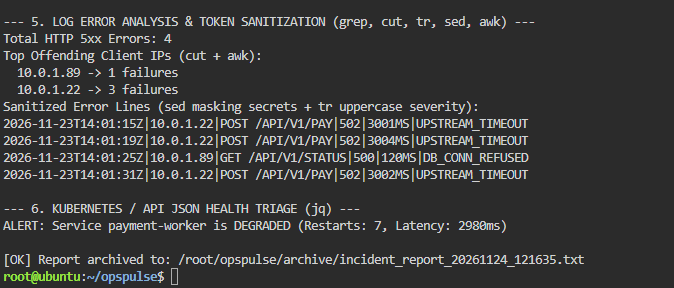 --- 5. LOG ERROR ANALYSIS & TOKEN SANITIZATION (grep, cut, tr, sed, awk) ---
Total HTTP 5xx Errors: 4
Top Offending Client IPs (cut + awk):
  10.0.1.89 -> 1 failures
  10.0.1.22 -> 3 failures
Sanitized Error Lines (sed masking secrets + tr uppercase severity):
2026-11-23T14:01:15Z|10.0.1.22|POST /API/V1/PAY|502|3001MS|UPSTREAM_TIMEOUT
2026-11-23T14:01:19Z|10.0.1.22|POST /API/V1/PAY|502|3004MS|UPSTREAM_TIMEOUT
2026-11-23T14:01:25Z|10.0.1.89|GET /API/V1/STATUS|500|120MS|DB_CONN_REFUSED
2026-11-23T14:01:31Z|10.0.1.22|POST /API/V1/PAY|502|3002MS|UPSTREAM_TIMEOUT

--- 6. KUBERNETES / API JSON HEALTH TRIAGE (jq) ---
ALERT: Service payment-worker is DEGRADED (Restarts: 7, Latency: 2980ms)

[OK] Report archived to: /root/opspulse/archive/incident_report_20261124_121635.txt
root@ubuntu:~/opspulse$